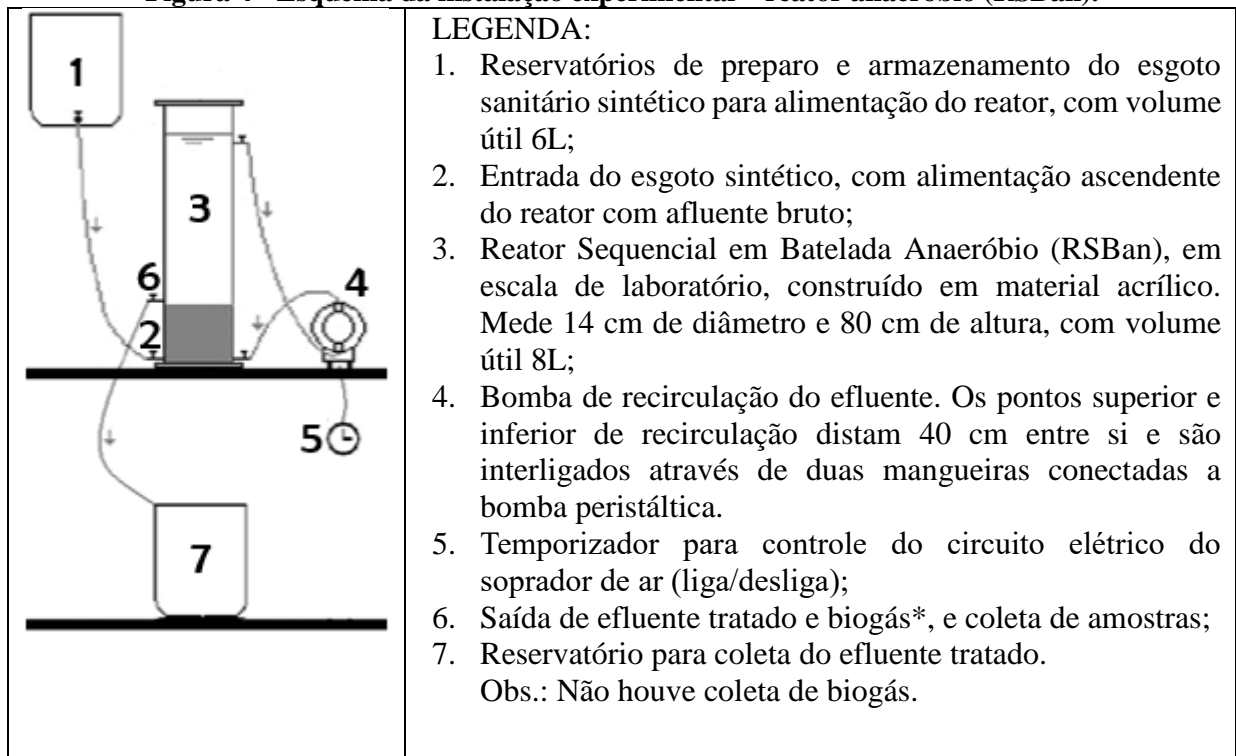 Figura 4 - Esquema da instalação experimental – reator anaeróbio (RSBan).
1
3
6
4
2
5
7
LEGENDA:
1. Reservatórios de preparo e armazenamento do esgoto
sanitário sintético para alimentação do reator, com volume
útil 6L;
2. Entrada do esgoto sintético, com alimentação ascendente
do reator com afluente bruto;
3. Reator Sequencial em Batelada Anaeróbio (RSBan), em
escala de laboratório, construído em material acrílico.
Mede 14 cm de diâmetro e 80 cm de altura, com volume
útil 8L;
4. Bomba de recirculação do efluente. Os pontos superior e
inferior de recirculação distam 40 cm entre si e são
interligados através de duas mangueiras conectadas a
bomba peristáltica.
5. Temporizador para controle do circuito elétrico do
soprador de ar (liga/desliga);
6. Saída de efluente tratado e biogás*, e coleta de amostras;
7. Reservatório para coleta do efluente tratado.
Obs.: Não houve coleta de biogás.